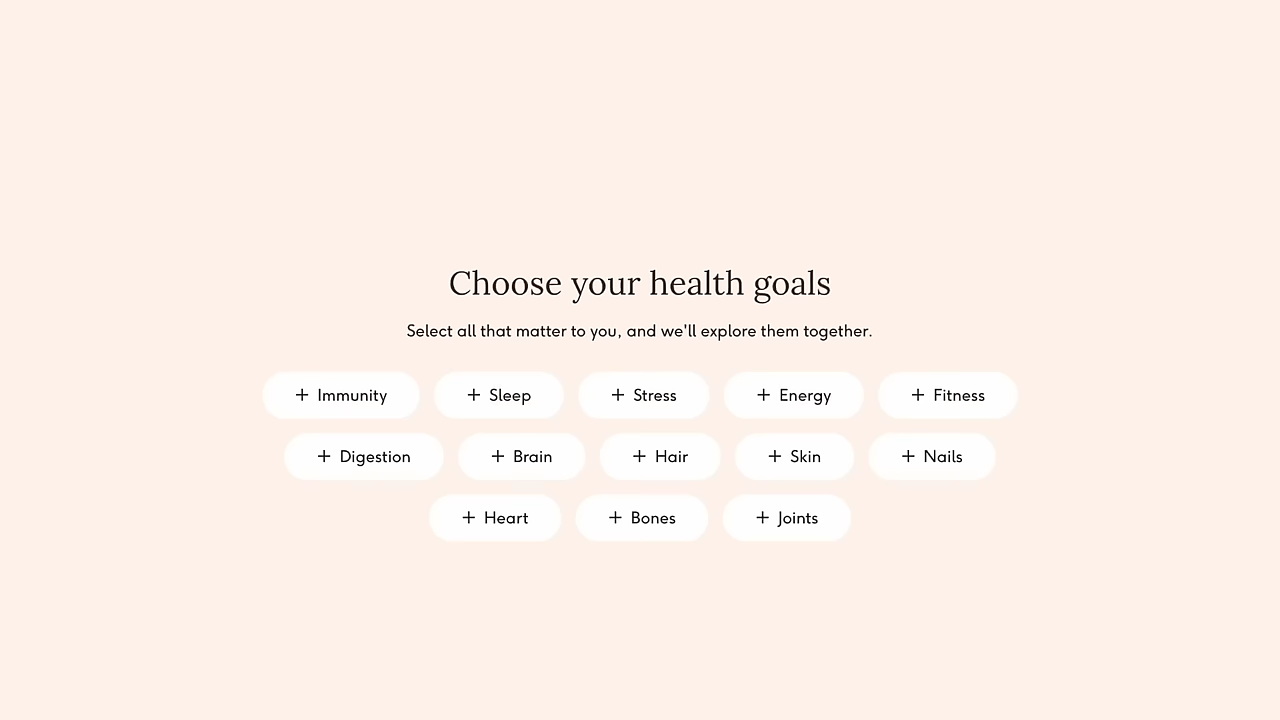 Choose your health goals
Select all that matter to you, and we'll explore them together.
+ Immunity + Sleep + Stress + Energy + Fitness
+ Digestion + Brain + Hair + Skin + Nails
+ Heart + Bones + Joints